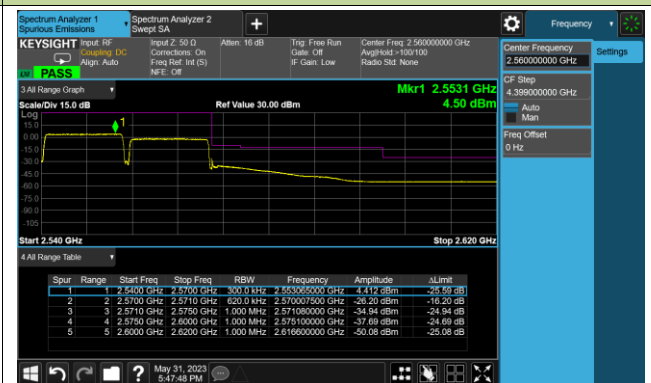 Spectrum Analyzer 1
Spurious Emissions
Spectrum Analyzer 2
Swept SA
Frequency
KEYSIGHT
Input: RF
Coupling: DC
Align: Auto
Input Z: 50 Ω
Corrections: On
Freq Ref: Int (S)
NFE: Off
Atten: 16 dB
Trig: Free Run
Gate: Off
IF Gain: Low
Center Freq: 2.560000000 GHz
Avg|Hold:>100/100
Radio Std: None
PASS
Center Frequency
2.560000000 GHz
Settings
CF Step
4.399000000 GHz
Auto
Man
Freq Offset
0 Hz
3 All Range Graph
Mkr1 2.5531 GHz
4.50 dBm
Scale/Div 15.0 dB
Ref Value 30.00 dBm
Log
15.0
0.00
-15.0
-30.0
-45.0
-60.0
-75.0
-90.0
-105
1
Start 2.540 GHz
Stop 2.620 GHz
4 All Range Table
Spur Range Start Freq Stop Freq RBW Frequency Amplitude ΔLimit
1 1 2.5400 GHz 2.5700 GHz 300.0 kHz 2.553065000 GHz 4.412 dBm -25.59 dB
2 2 2.5700 GHz 2.5710 GHz 620.0 kHz 2.570007500 GHz -26.20 dBm -16.20 dB
3 3 2.5710 GHz 2.5750 GHz 1.000 MHz 2.571080000 GHz -34.94 dBm -24.94 dB
4 4 2.5750 GHz 2.6000 GHz 1.000 MHz 2.575100000 GHz -37.69 dBm -24.69 dB
5 5 2.6000 GHz 2.6200 GHz 1.000 MHz 2.616600000 GHz -50.08 dBm -25.08 dB
May 31, 2023
5:47:48 PM